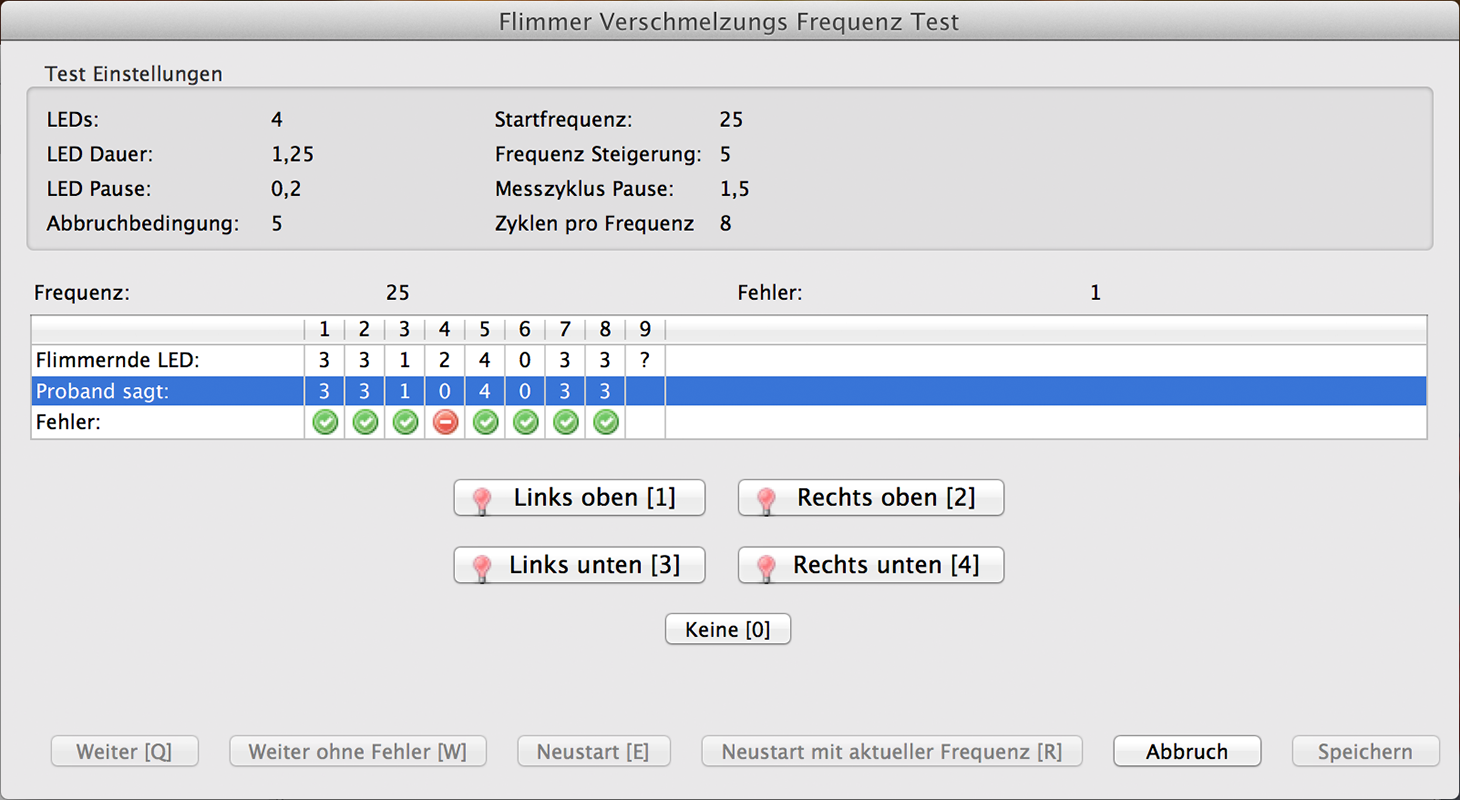 Flimmer Verschmelzungs Frequenz Test
Test Einstellungen
LEDs: 4 Startfrequenz: 25
LED Dauer: 1,25 Frequenz Steigerung: 5
LED Pause: 0,2 Messzyklus Pause: 1,5
Abbruchbedingung: 5 Zyklen pro Frequenz 8
Frequenz: 25 Fehler: 1
1 2 3 4 5 6 7 8 9
Flimmernde LED: 3 3 1 2 4 0 3 3 ?
Proband sagt: 3 3 1 0 4 0 3 3
Fehler:
Links oben [1] Rechts oben [2]
Links unten [3] Rechts unten [4]
Keine [0]
Weiter [Q] Weiter ohne Fehler [W] Neustart [E] Neustart mit aktueller Frequenz [R] Abbruch Speichern